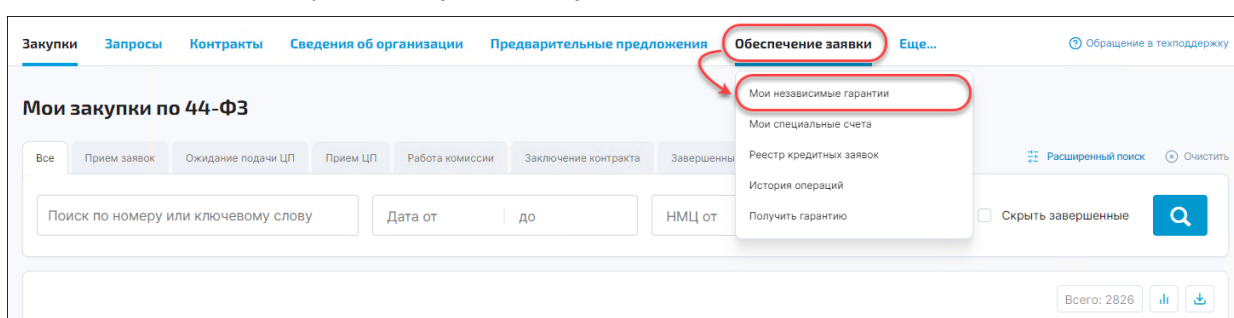 Закупки Запросы Контракты Сведения об организации Предварительные предложения Обеспечение заявки Еще... Обращение в техподдержку
Мои независимые гарантии
Мои закупки по 44-ФЗ
Мои специальные счета
Все Прием заявок Ожидание подачи ЦП Прием ЦП Работа комиссии Заключение контракта Завершенны Реестр кредитных заявок Расширенный поиск Очистить
История операций
Поиск по номеру или ключевому слову Дата от до НМЦ от Получить гарантию Скрыть завершенные
Всего: 2826